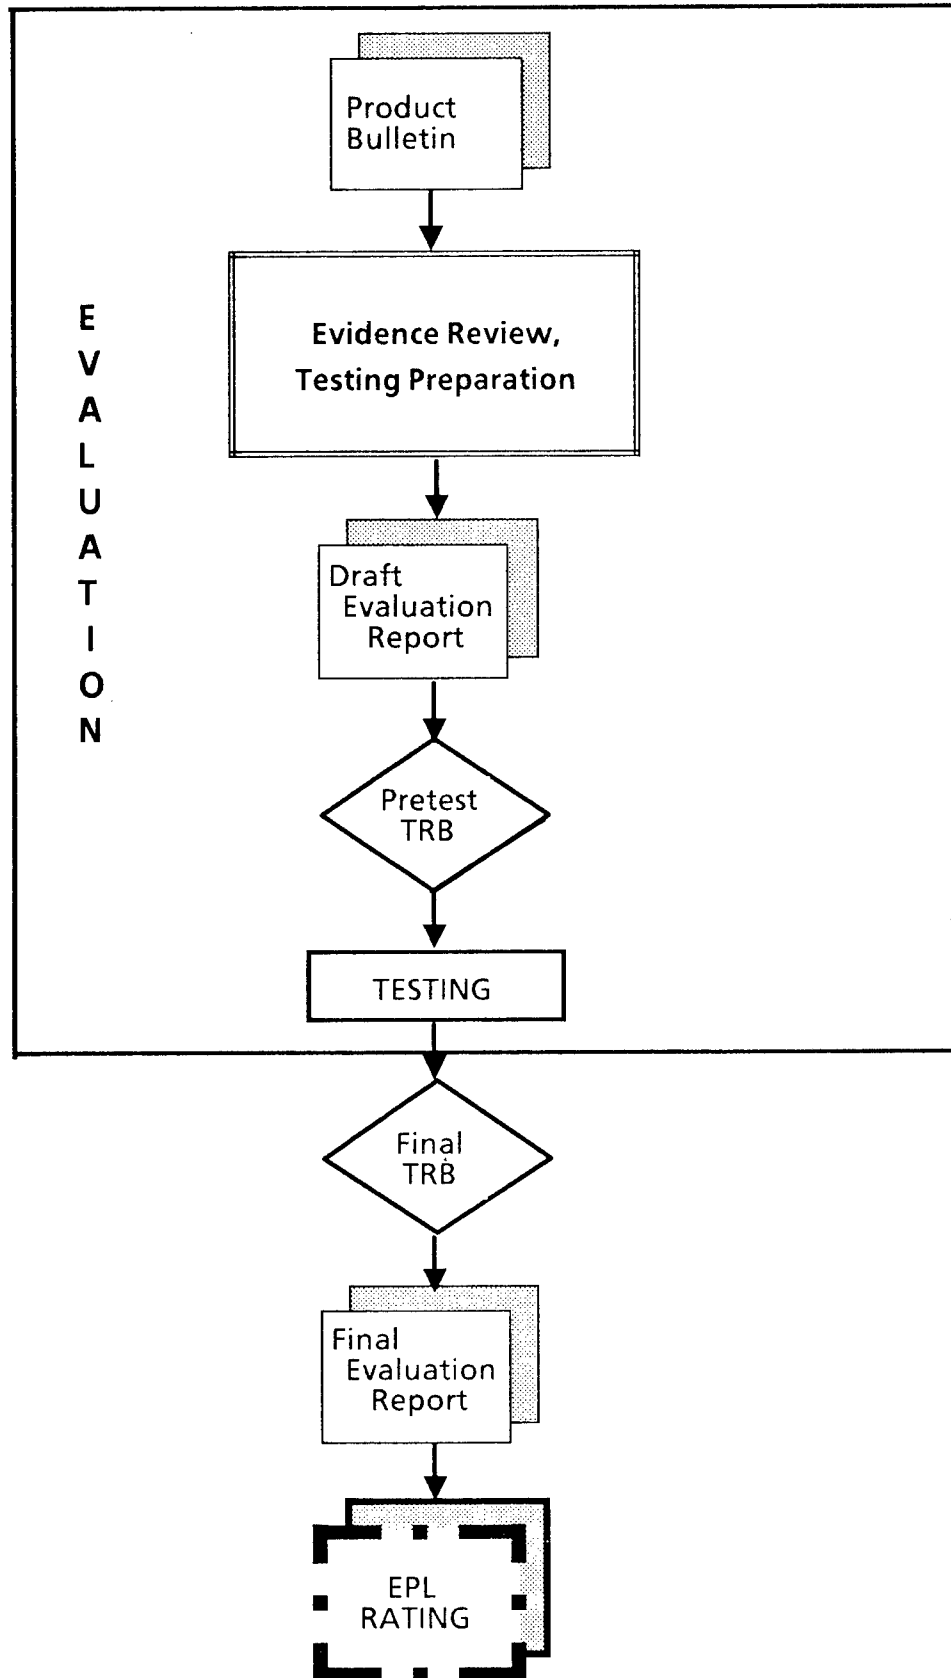 Product
Bulletin
EVALUATION
Evidence Review,
Testing Preparation
Draft
Evaluation
Report
Pretest
TRB
TESTING
Final
TRB
Final
Evaluation
Report
EPL
RATING